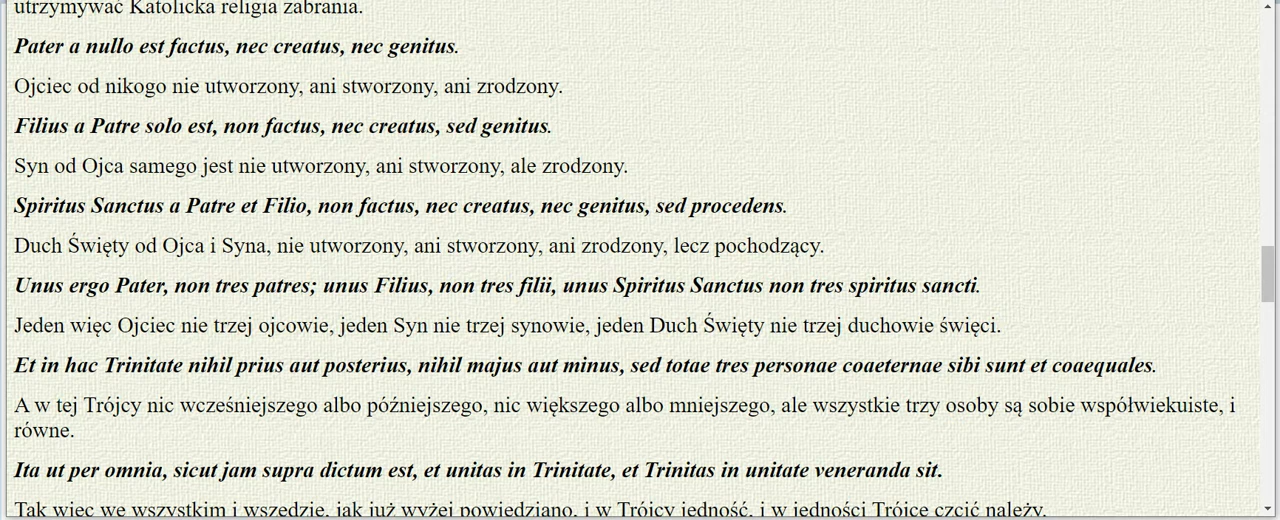 utrzymywać Katolicka religia zabrania.
Pater a nullo est factus, nec creatus, nec genitus.
Ojciec od nikogo nie utworzony, ani stworzony, ani zrodzony.
Filius a Patre solo est, non factus, nec creatus, sed genitus.
Syn od Ojca samego jest nie utworzony, ani stworzony, ale zrodzony.
Spiritus Sanctus a Patre et Filio, non factus, nec creatus, nec genitus, sed procedens.
Duch Święty od Ojca i Syna, nie utworzony, ani stworzony, ani zrodzony, lecz pochodzący.
Unus ergo Pater, non tres patres; unus Filius, non tres filii, unus Spiritus Sanctus non tres spiritus sancti.
Jeden więc Ojciec nie trzej ojcowie, jeden Syn nie trzej synowie, jeden Duch Święty nie trzej duchowie święci.
Et in hac Trinitate nihil prius aut posterius, nihil majus aut minus, sed totae tres personae coaeternae sibi sunt et coaequales.
A w tej Trójcy nic wcześniejszego albo późniejszego, nic większego albo mniejszego, ale wszystkie trzy osoby są sobie współwiekuiste, i
równe.
Ita ut per omnia, sicut jam supra dictum est, et unitas in Trinitate, et Trinitas in unitate veneranda sit.
Tak więc we wszystkim i wszędzie, jak już wyżej powiedziano, i w Trójcy jedność, i w jedności Trójcę czcić należy.